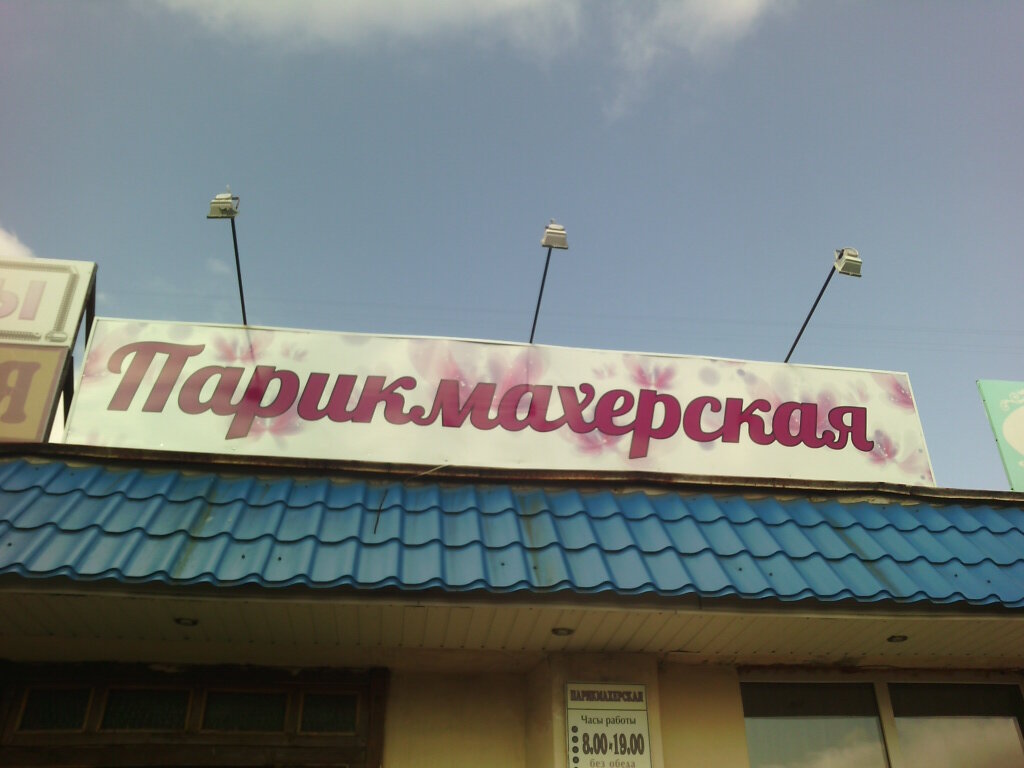 Парикмахерская
ПАРИКМАХЕРСКАЯ
Часы работы
8.00-19.00
без обеда